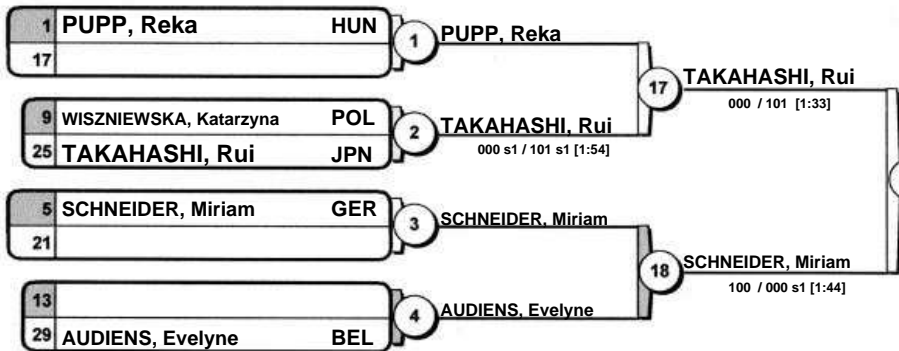 1 PUPP, Reka HUN
17
1
PUPP, Reka
9 WISZNIEWSKA, Katarzyna POL
25 TAKAHASHI, Rui JPN
2
TAKAHASHI, Rui
000 s1 / 101 s1 [1:54]
17
TAKAHASHI, Rui
000 / 101 [1:33]
5 SCHNEIDER, Miriam GER
21
3
SCHNEIDER, Miriam
13
29 AUDIENS, Evelyne BEL
4
AUDIENS, Evelyne
18
SCHNEIDER, Miriam
100 / 000 s1 [1:44]